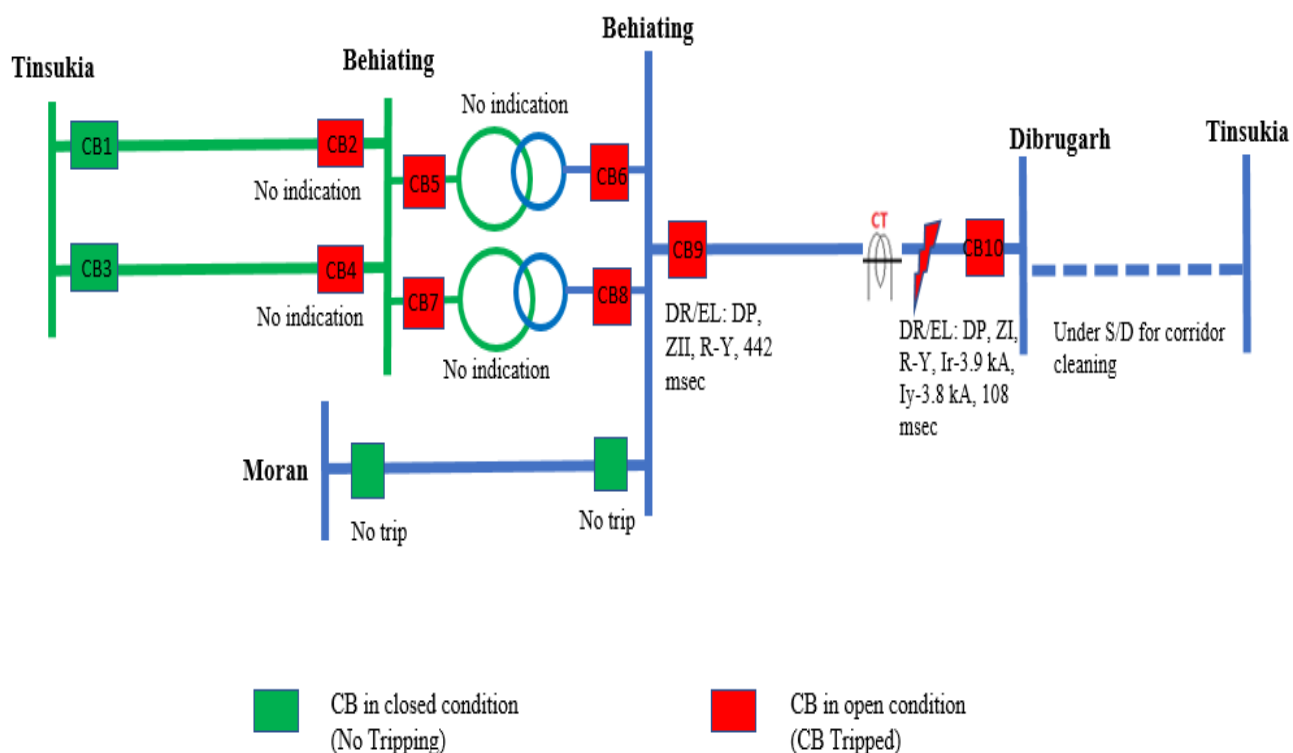 Behiating
Tinsukia
Behiating
No indication
Dibrugarh
Tinsukia
CB1
CB2
No indication
CB5
CB6
CT
CB9
CB10
CB3
CB4
No indication
CB7
CB8
No indication
DR/EL: DP,
ZII, R-Y, 442
msec
DR/EL: DP, ZI,
R-Y, Ir-3.9 kA,
Iy-3.8 kA, 108
msec
Under S/D for corridor
cleaning
Moran
No trip
No trip
CB in closed condition
(No Tripping)
CB in open condition
(CB Tripped)